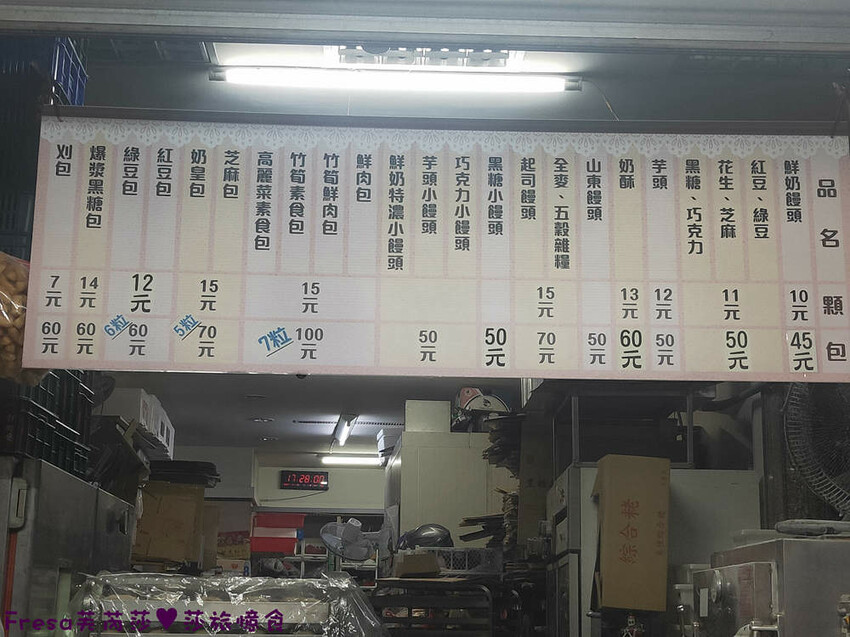 品名 顆 包
鮮奶饅頭 10元 45元
紅豆、綠豆
花生、芝麻 11元 50元
黑糖、巧克力
芋頭 12元 50元
奶酥 13元 60元
山東饅頭 50元
全麥、五穀雜糧 15元 70元
起司饅頭
黑糖小饅頭 50元
巧克力小饅頭
芋頭小饅頭 50元
鮮奶特濃小饅頭
鮮肉包
竹筍鮮肉包 15元 100元
竹筍素食包 7粒
高麗菜素食包
芝麻包
奶皇包 15元 70元 5粒
紅豆包 12元 60元 6粒
綠豆包
爆漿黑糖包 14元 60元
刈包 7元 60元
17:28:00
綜合耗
Fresa芙芮莎♥莎旅憶食